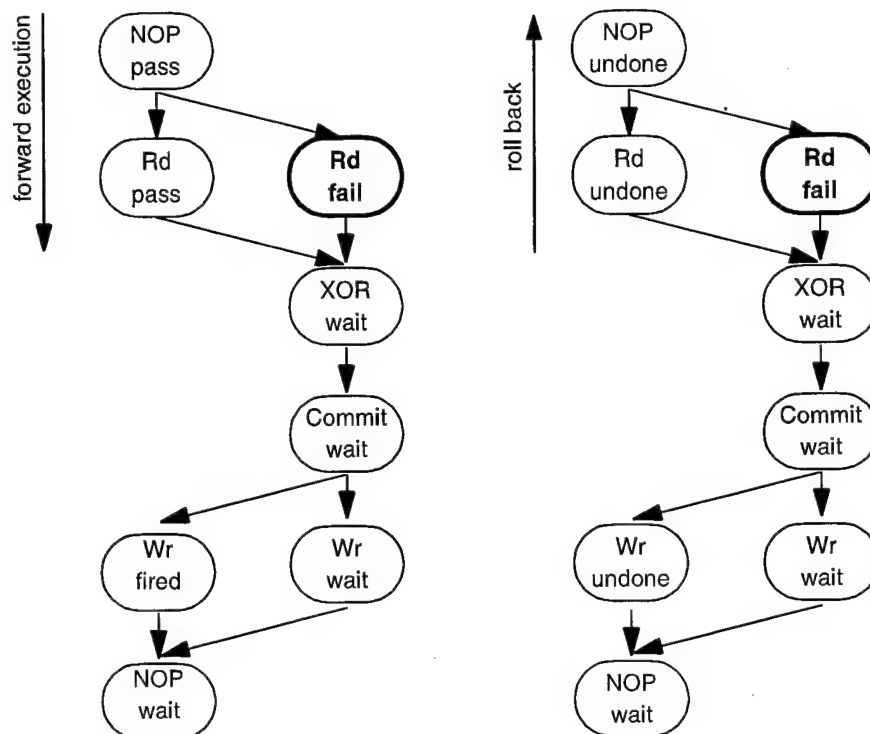 forward execution
NOP
pass
Rd
pass
Rd
fail
XOR
wait
Commit
wait
Wr
fired
Wr
wait
NOP
wait
roll back
NOP
undone
Rd
undone
Rd
fail
XOR
wait
Commit
wait
Wr
undone
Wr
wait
NOP
wait